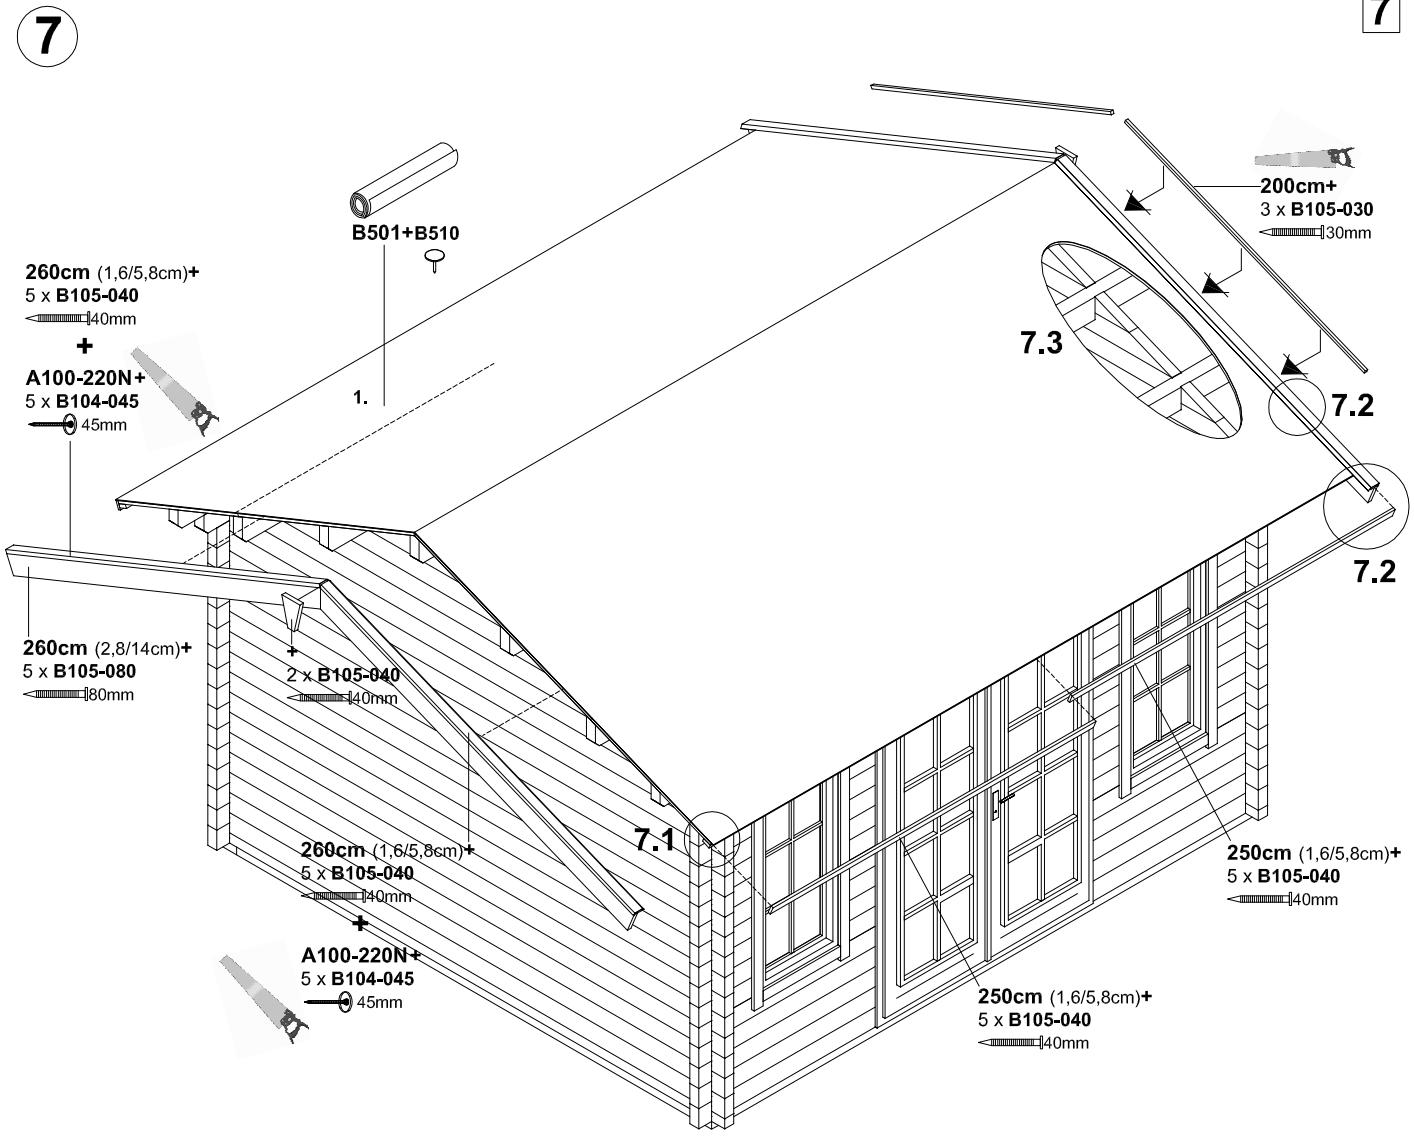 7
7
B501+B510
200cm+
3 x B105-030
30mm
260cm (1,6/5,8cm)+
5 x B105-040
40mm
+
A100-220N+
5 x B104-045
45mm
1.
7.3
7.2
7.2
260cm (2,8/14cm)+
5 x B105-080
80mm
+
2 x B105-040
40mm
7.1
260cm (1,6/5,8cm)+
5 x B105-040
40mm
+
A100-220N+
5 x B104-045
45mm
250cm (1,6/5,8cm)+
5 x B105-040
40mm
250cm (1,6/5,8cm)+
5 x B105-040
40mm